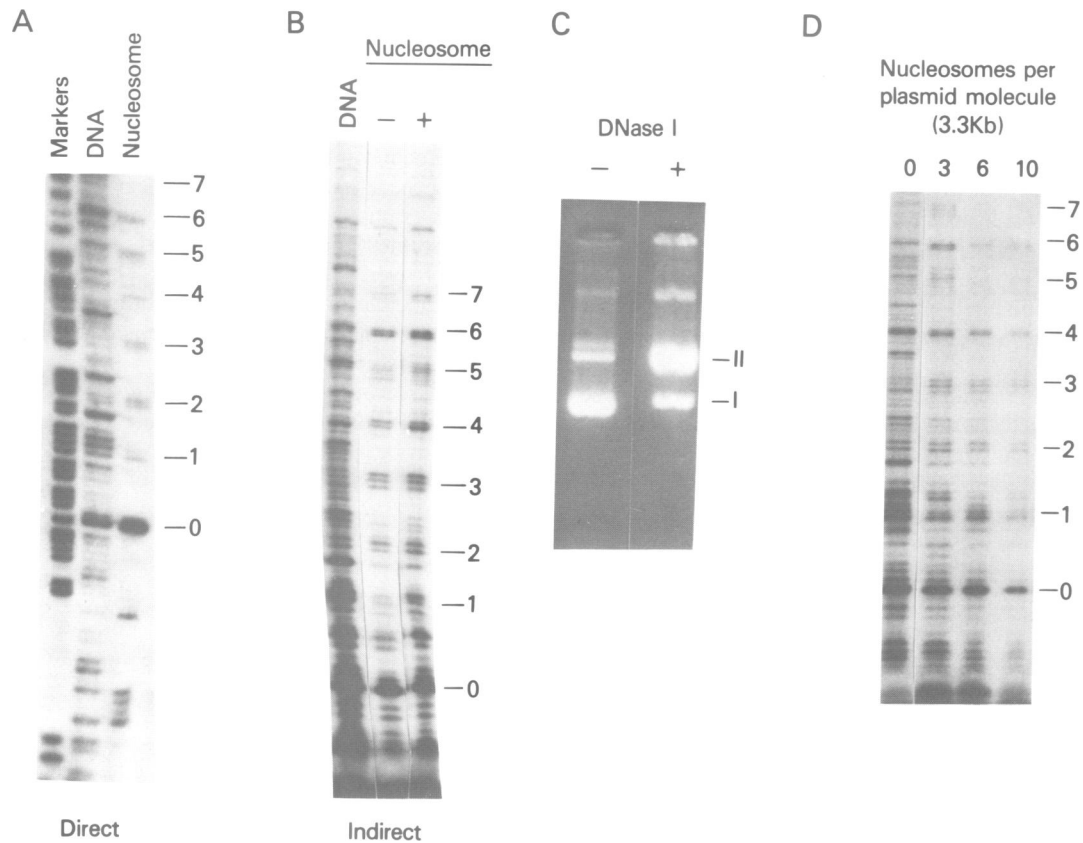 A
Markers
DNA
Nucleosome
—7
—6
—5
—4
—3
—2
—1
—0
Direct
B
Nucleosome
DNA
— +
—7
—6
—5
—4
—3
—2
—1
—0
Indirect
C
DNase I
— +
—II
—I
D
Nucleosomes per
plasmid molecule
(3.3Kb)
0 3 6 10
—7
—6
—5
—4
—3
—2
—1
—0